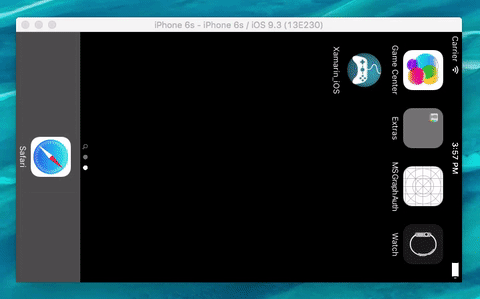 iPhone 6s - iPhone 6s / iOS 9.3 (13E230)
Carrier
3:57 PM
Game Center
Extras
MSGraphAuth
Watch
Xamarin_iOS
Safari